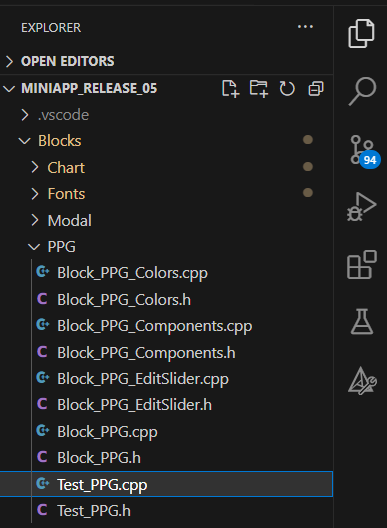 EXPLORER
OPEN EDITORS
MINIAPP_RELEASE_05
.vscode
Blocks
Chart
Fonts
94
Modal
PPG
Block_PPG_Colors.cpp
Block_PPG_Colors.h
Block_PPG_Components.cpp
Block_PPG_Components.h
Block_PPG_EditSlider.cpp
Block_PPG_EditSlider.h
Block_PPG.cpp
Block_PPG.h
Test_PPG.cpp
Test_PPG.h